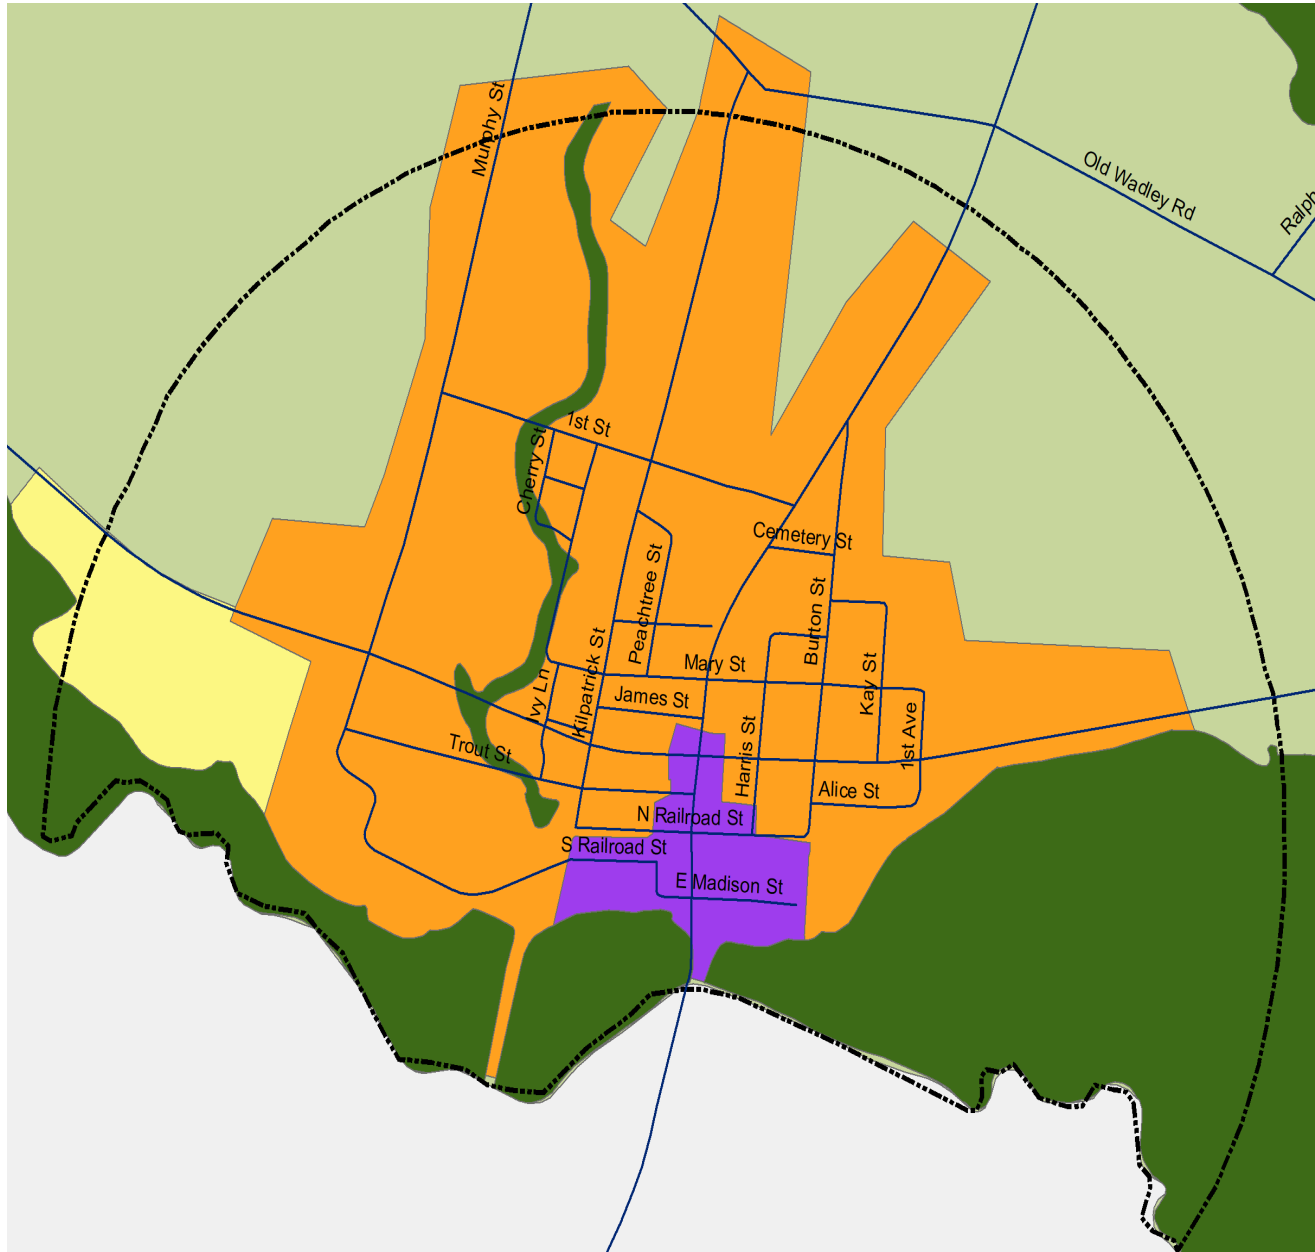 Murphy St
Old Wadley Rd
Ralph
1st St
Cherry St
Cemetery St
Peachtree St
Burton St
Kilpatrick St
Mary St
Kay St
Ivy Ln
James St
1st Ave
Harris St
Trout St
Alice St
N Railroad St
S Railroad St
E Madison St